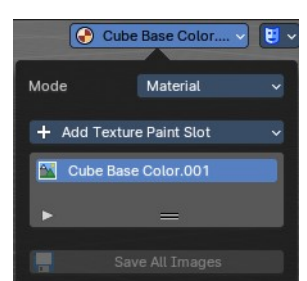 Cube Base Color....
Mode Material
Add Texture Paint Slot
Cube Base Color.001
Save All Images